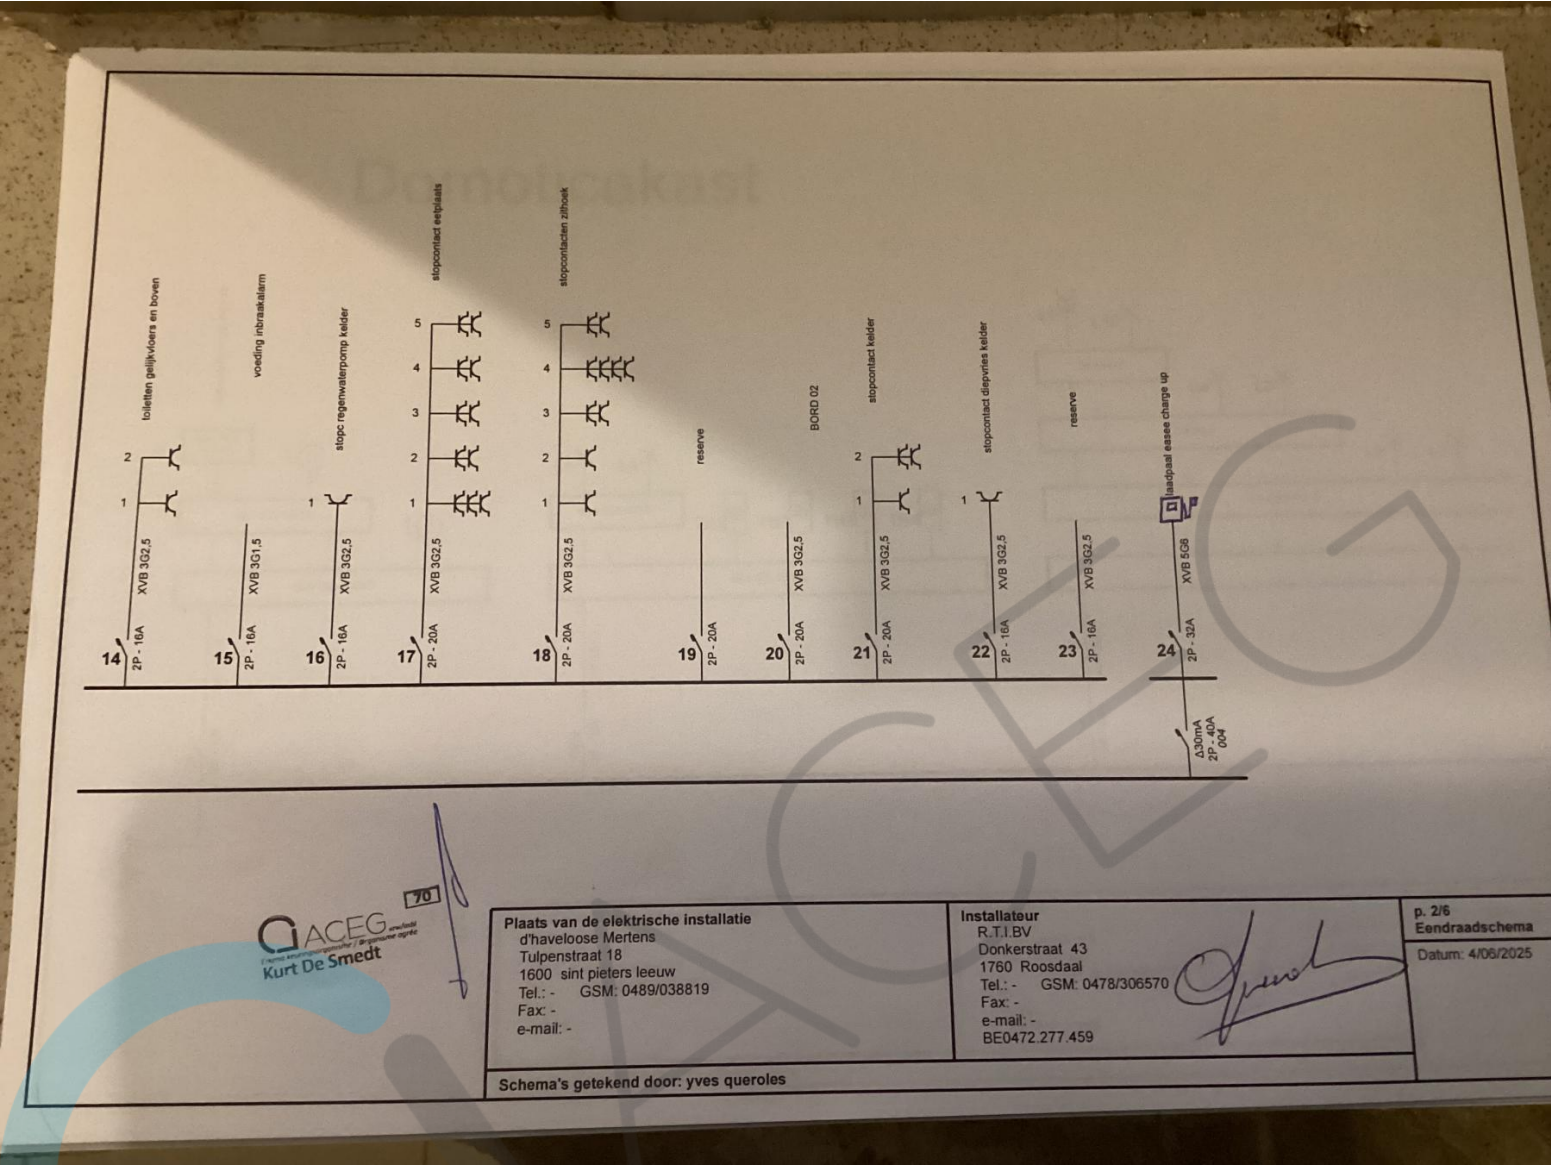 Domoticakast
toiletten gelijkvloers en boven
2
1
XVB 3G2,5
14
2P - 16A
voeding inbraakalarm
XVB 3G1,5
15
2P - 16A
stopc regenwaterpomp kelder
1
XVB 3G2,5
16
2P - 16A
stopcontact eetplaats
5
4
3
2
1
XVB 3G2,5
17
2P - 20A
stopcontacten zithoek
5
4
3
2
1
XVB 3G2,5
18
2P - 20A
reserve
19
2P - 20A
BORD 02
XVB 3G2,5
20
2P - 20A
stopcontact kelder
2
1
XVB 3G2,5
21
2P - 20A
stopcontact diepvries kelder
1
XVB 3G2,5
22
2P - 16A
reserve
XVB 3G2,5
23
2P - 16A
laadpaal easee charge up
XVB 5G6
24
2P - 32A
Δ30mA
2P - 40A
004
70
ACEG
Kurt De Smedt
Plaats van de elektrische installatie
d'haveloose Mertens
Tulpenstraat 18
1600 sint pieters leeuw
Tel.: - GSM: 0489/038819
Fax: -
e-mail: -
Installateur
R.T.I.BV
Donkerstraat 43
1760 Roosdaal
Tel.: - GSM: 0478/306570
Fax: -
e-mail: -
BE0472.277.459
p. 2/6
Eendraadschema
Datum: 4/06/2025
Schema's getekend door: yves queroles
ACEG